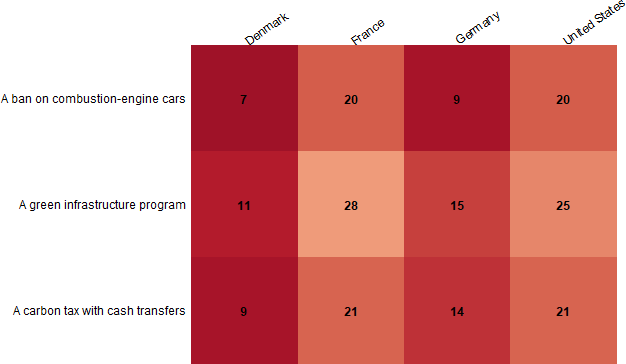 Denmark France Germany United States
A ban on combustion-engine cars 7 20 9 20
A green infrastructure program 11 28 15 25
A carbon tax with cash transfers 9 21 14 21